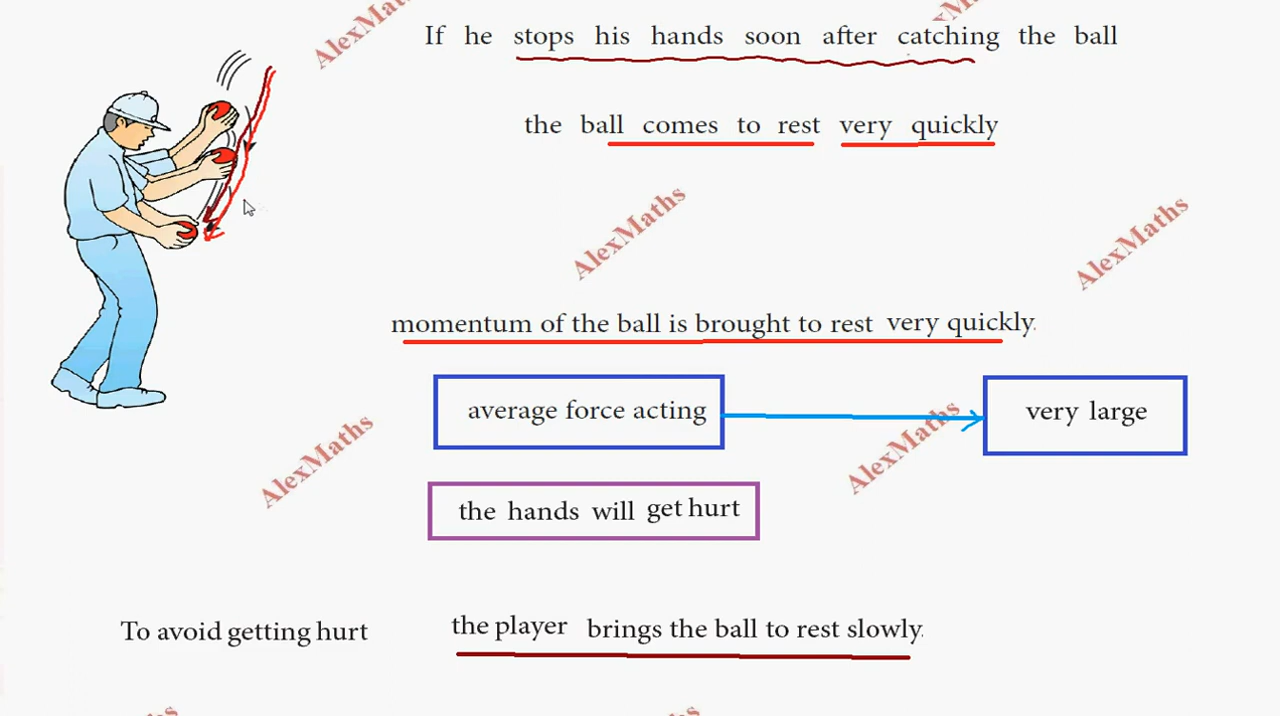 If he stops his hands soon after catching the ball
the ball comes to rest very quickly
momentum of the ball is brought to rest very quickly.
average force acting
very large
the hands will get hurt
To avoid getting hurt the player brings the ball to rest slowly.
AlexMaths
AlexMaths
AlexMaths
AlexMaths
AlexMaths